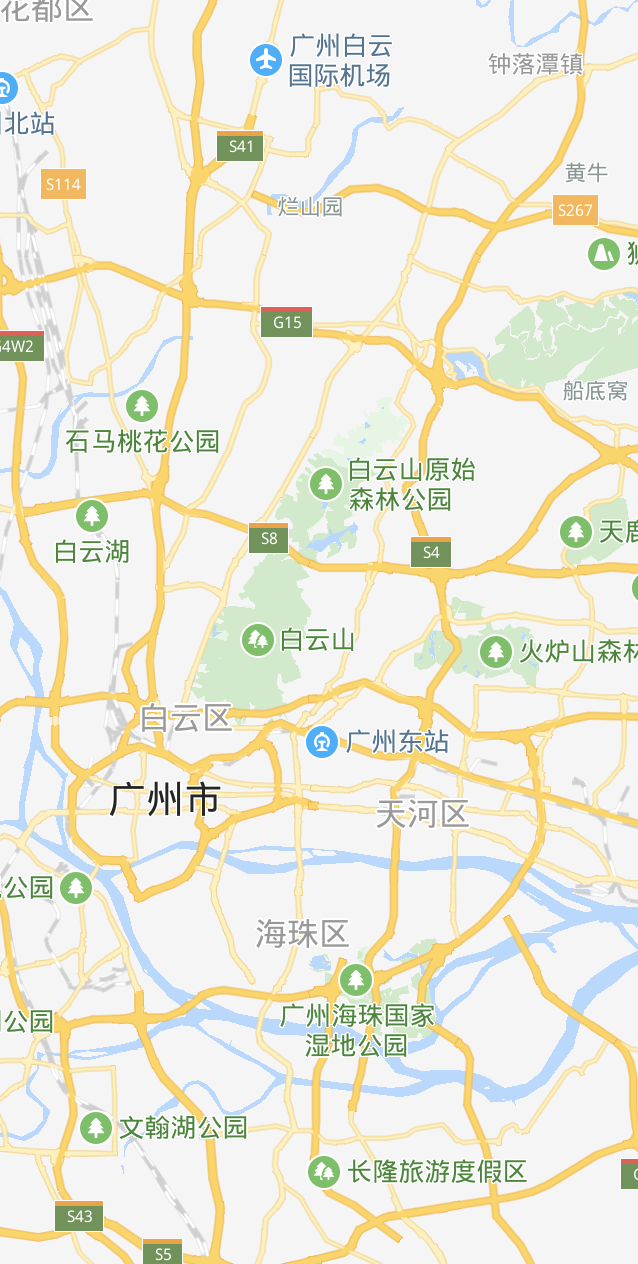 花都区
广州白云
国际机场
钟落潭镇
北站
S41
黄牛
S114
烂山园
S267
G15
G4W2
船底窝
石马桃花公园
白云山原始
森林公园
白云湖
S8
S4
天鹿
白云山
火炉山森林
白云区
广州东站
广州市
天河区
公园
海珠区
广州海珠国家
湿地公园
公园
文翰湖公园
长隆旅游度假区
S43
S5